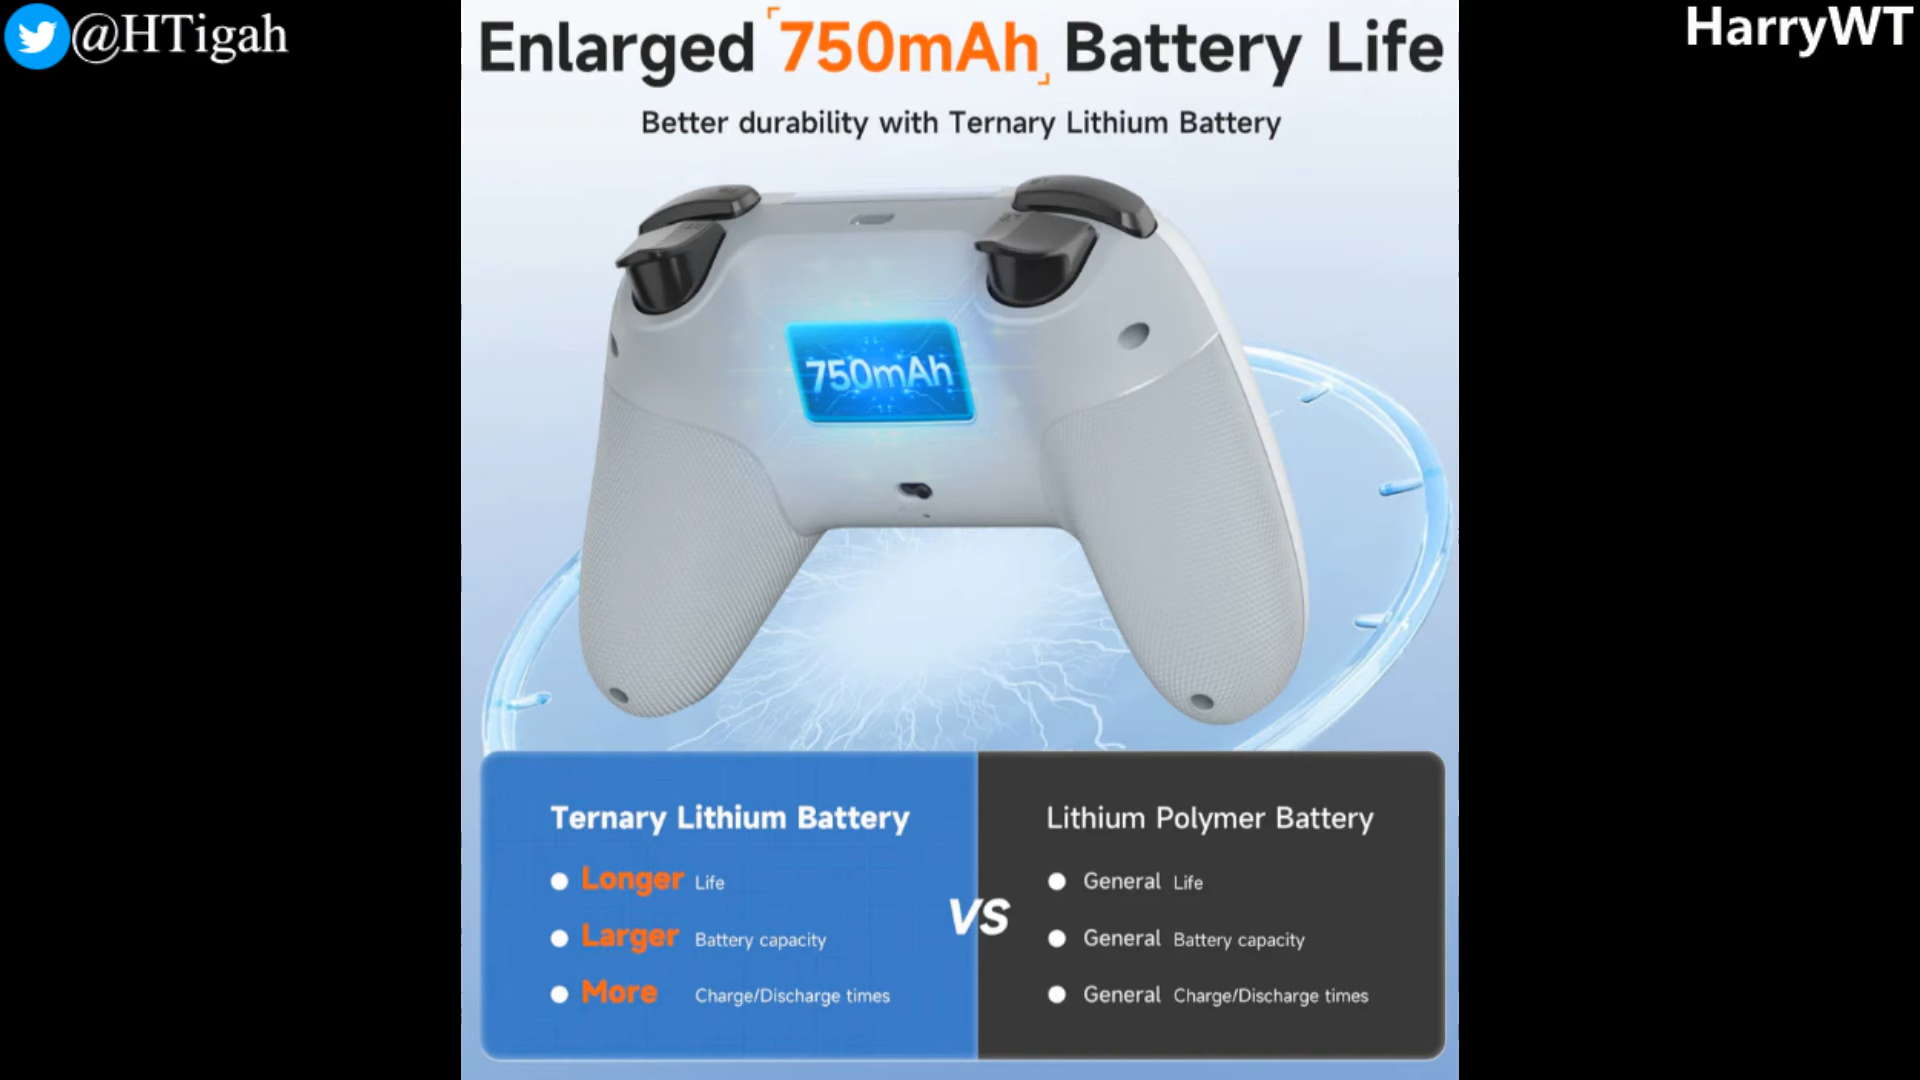 @HTigah
HarryWT
Enlarged 「750mAh」 Battery Life
Better durability with Ternary Lithium Battery
750mAh
Ternary Lithium Battery
Longer Life
Larger Battery capacity
More Charge/Discharge times
VS
Lithium Polymer Battery
General Life
General Battery capacity
General Charge/Discharge times